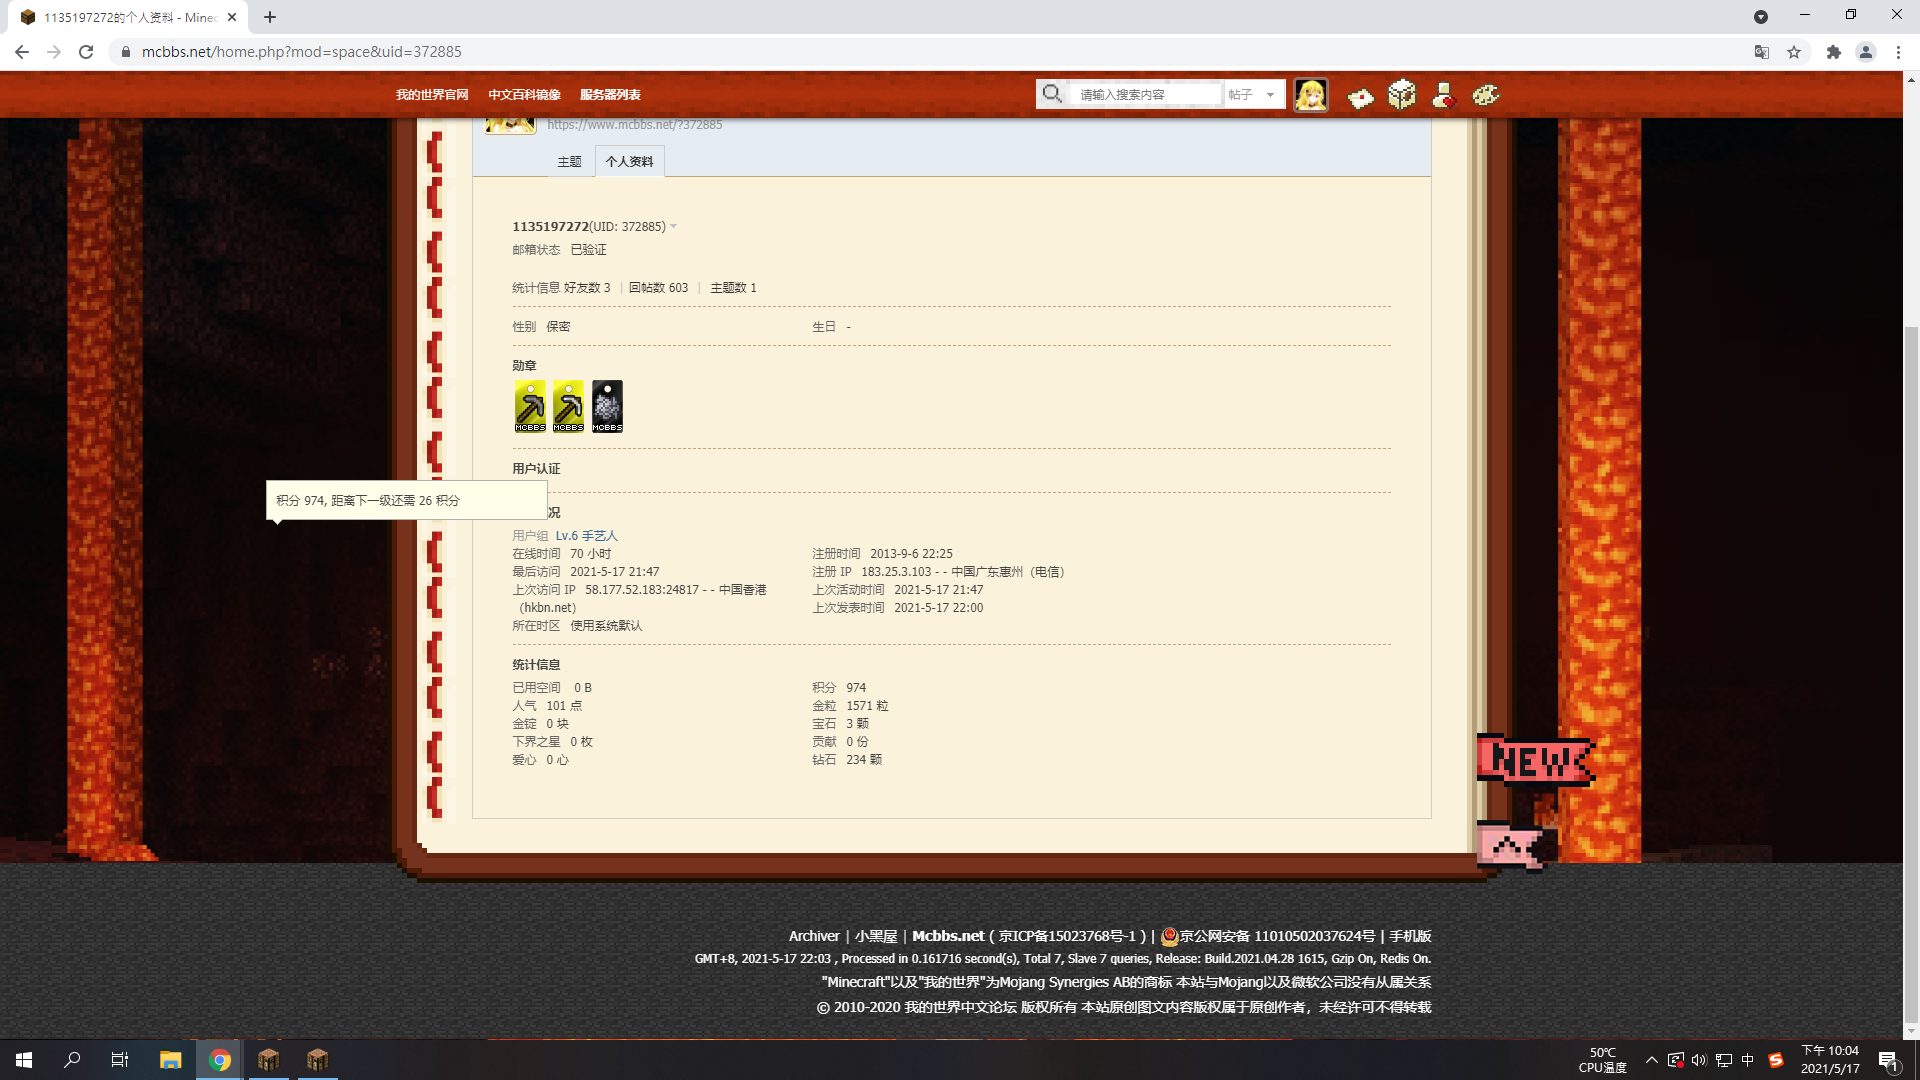 1135197272的个人资料 - Minec
mcbbs.net/home.php?mod=space&uid=372885
我的世界官网 中文百科镜像 服务器列表 请输入搜索内容 帖子
https://www.mcbbs.net/?372885
主题 个人资料
1135197272(UID: 372885)
邮箱状态 已验证
统计信息 好友数 3 | 回帖数 603 | 主题数 1
性别 保密 生日 -
勋章
MCBBS MCBBS MCBBS
用户认证
积分 974, 距离下一级还需 26 积分
况
用户组 Lv.6 手艺人
在线时间 70 小时 注册时间 2013-9-6 22:25
最后访问 2021-5-17 21:47 注册 IP 183.25.3.103 - - 中国广东惠州（电信）
上次访问 IP 58.177.52.183:24817 - - 中国香港 上次活动时间 2021-5-17 21:47
（hkbn.net） 上次发表时间 2021-5-17 22:00
所在时区 使用系统默认
统计信息
已用空间 0 B 积分 974
人气 101 点 金粒 1571 粒
金锭 0 块 宝石 3 颗
下界之星 0 枚 贡献 0 份
爱心 0 心 钻石 234 颗
NEW
Archiver | 小黑屋 | Mcbbs.net ( 京ICP备15023768号-1 ) | 京公网安备 11010502037624号 | 手机版
GMT+8, 2021-5-17 22:03 , Processed in 0.161716 second(s), Total 7, Slave 7 queries, Release: Build.2021.04.28 1615, Gzip On, Redis On.
"Minecraft"以及"我的世界"为Mojang Synergies AB的商标 本站与Mojang以及微软公司没有从属关系
© 2010-2020 我的世界中文论坛 版权所有 本站原创图文内容版权属于原创作者，未经许可不得转载
50℃
CPU温度
中
下午 10:04
2021/5/17
1